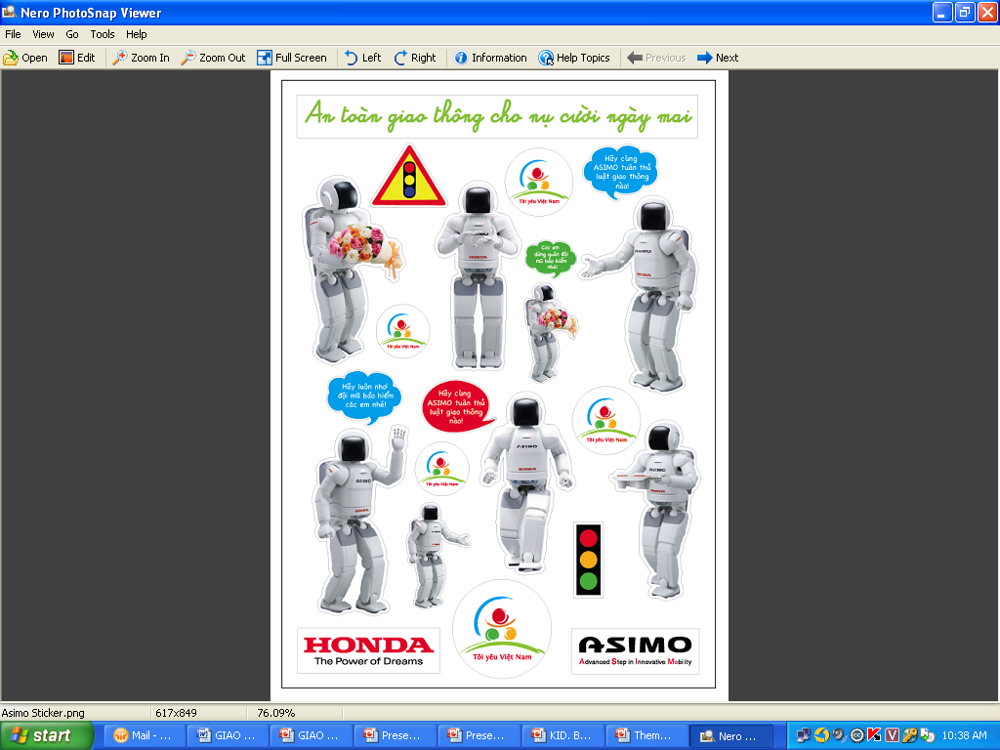 Nero PhotoSnap Viewer
File View Go Tools Help
Open Edit Zoom In Zoom Out Full Screen Left Right Information Help Topics Previous Next
An toàn giao thông cho nụ cười ngày mai
Hãy cùng
ASIMO tuân thủ
luật giao thông
nào!
Tôi yêu Việt Nam
ASIMO
HONDA
Các em
đừng quên đội
mũ bảo hiểm
nhé!
ASIMO
HONDA
Tôi yêu Việt Nam
Hãy luôn nhớ
đội mũ bảo hiểm
các em nhé!
Hãy cùng
ASIMO tuân thủ
luật giao thông
nào!
Tôi yêu Việt Nam
ASIMO
HONDA
Tôi yêu Việt Nam
ASIMO
HONDA
Tôi yêu Việt Nam
HONDA
The Power of Dreams
ASIMO
Advanced Step in Innovative Mobility
Asimo Sticker.png 617x849 76.09%
start Mail - ... GIAO ... GIAO ... Prese... Prese... KID. B... Them... Nero ... 10:38 AM